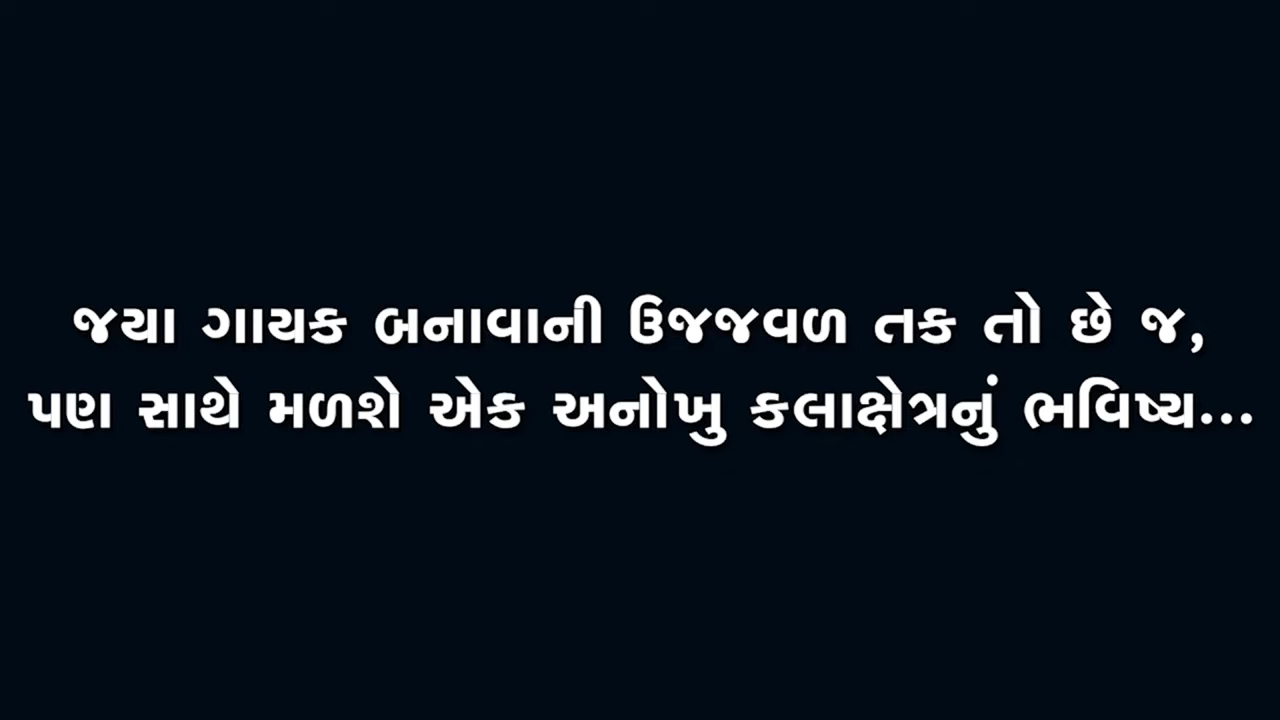 જયા ગાયક બનાવાની ઉજજવળ તક તો છે જ,
પણ સાથે મળશે એક અનોખુ કલાક્ષેત્રનું ભવિષ્ય...